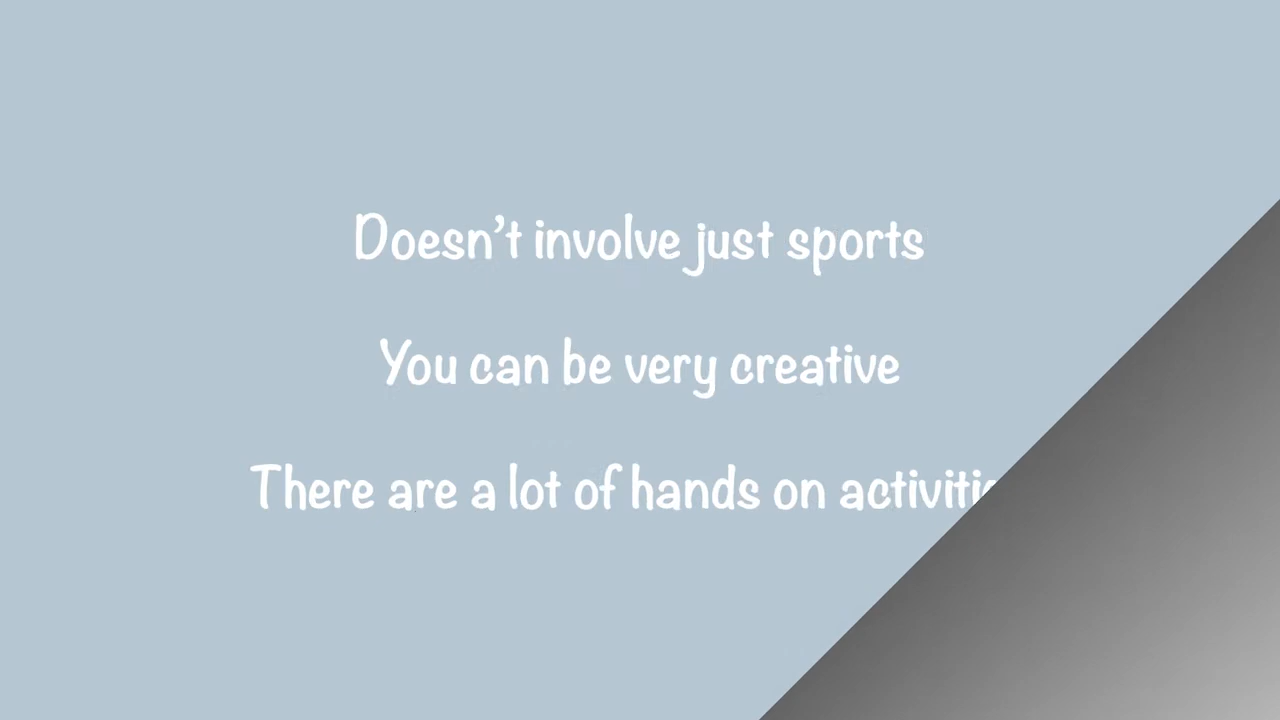 Doesn’t involve just sports
You can be very creative
There are a lot of hands on